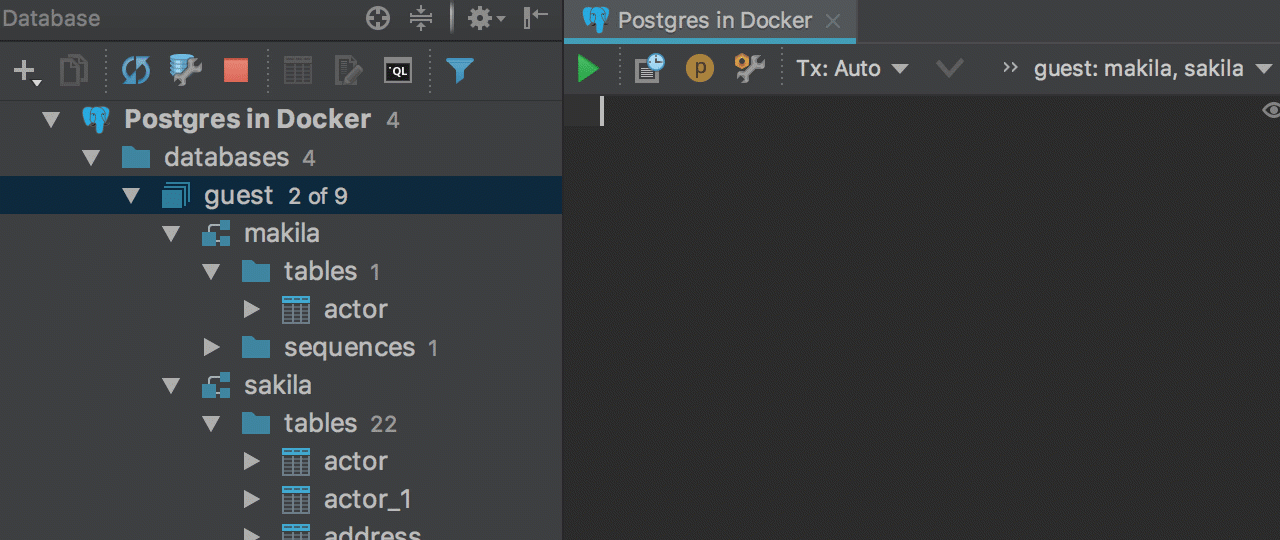 Database
QL
Postgres in Docker 4
databases 4
guest 2 of 9
makila
tables 1
actor
sequences 1
sakila
tables 22
actor
actor_1
address
Postgres in Docker
p Tx: Auto guest: makila, sakila